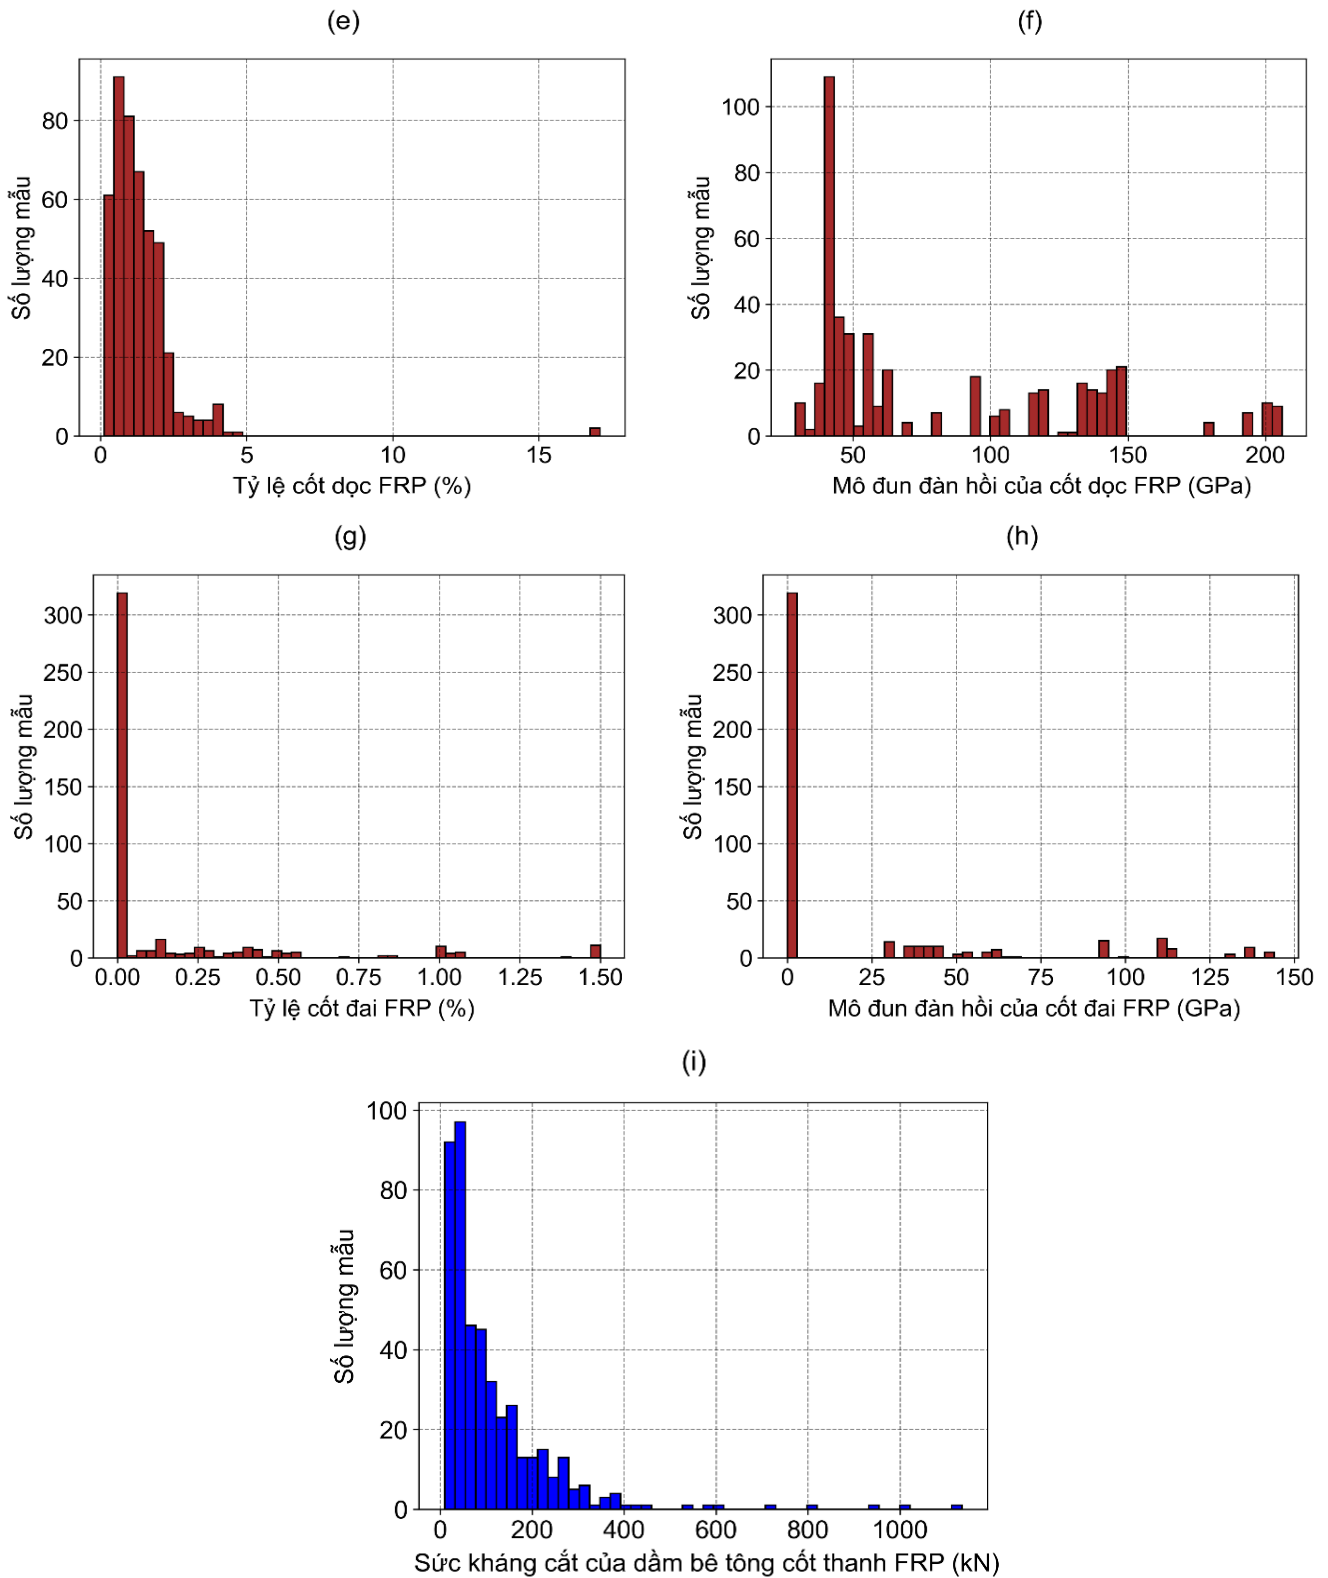 (e)
80
60
40
20
0
Số lượng mẫu
0 5 10 15
Tỷ lệ cốt dọc FRP (%)
(f)
100
80
60
40
20
0
Số lượng mẫu
50 100 150 200
Mô đun đàn hồi của cốt dọc FRP (GPa)
(g)
300
250
200
150
100
50
0
Số lượng mẫu
0.00 0.25 0.50 0.75 1.00 1.25 1.50
Tỷ lệ cốt đai FRP (%)
(h)
300
250
200
150
100
50
0
Số lượng mẫu
0 25 50 75 100 125 150
Mô đun đàn hồi của cốt đai FRP (GPa)
(i)
100
80
60
40
20
0
Số lượng mẫu
0 200 400 600 800 1000
Sức kháng cắt của dầm bê tông cốt thanh FRP (kN)